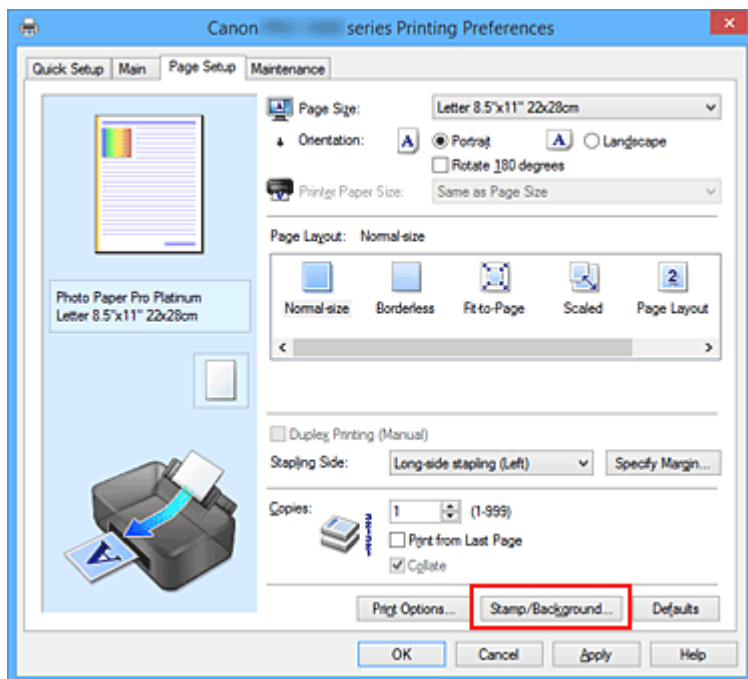 Canon series Printing Preferences
Quick Setup Main Page Setup Maintenance
Page Size: Letter 8.5"x11" 22x28cm
Orientation: A Portrait A Landscape
Rotate 180 degrees
Printer Paper Size: Same as Page Size
Page Layout: Normal-size
2
Normal-size Borderless Fit-to-Page Scaled Page Layout
Photo Paper Pro Platinum
Letter 8.5"x11" 22x28cm
Duplex Printing (Manual)
Stapling Side: Long-side stapling (Left) Specify Margin...
Copies: 1 (1-999)
Print from Last Page
Collate
A
Print Options... Stamp/Background... Defaults
OK Cancel Apply Help